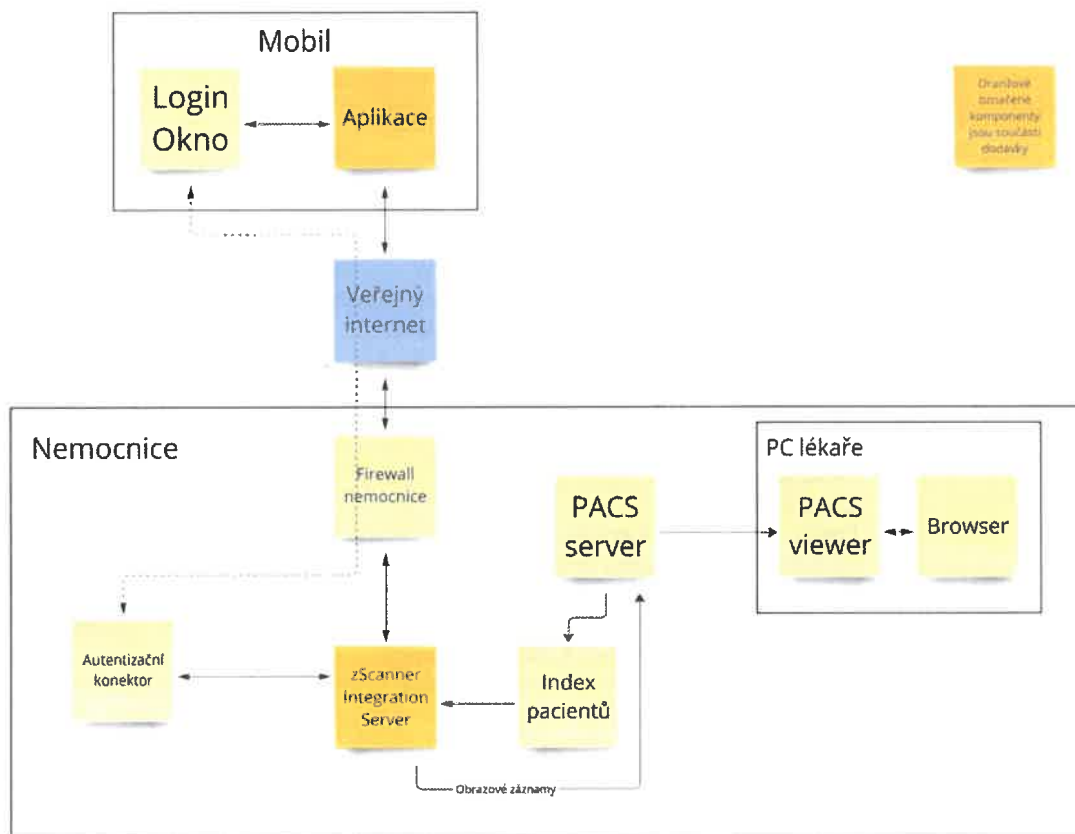 Mobil
Login
Okno
Aplikace
Oranžově
označené
komponenty
jsou součástí
dodávky
Veřejný
internet
Nemocnice
Firewall
nemocnice
PACS
server
PC lékaře
PACS
viewer
Browser
Autentizační
konektor
zScanner
Integration
Server
Index
pacientů
Obrazové záznamy